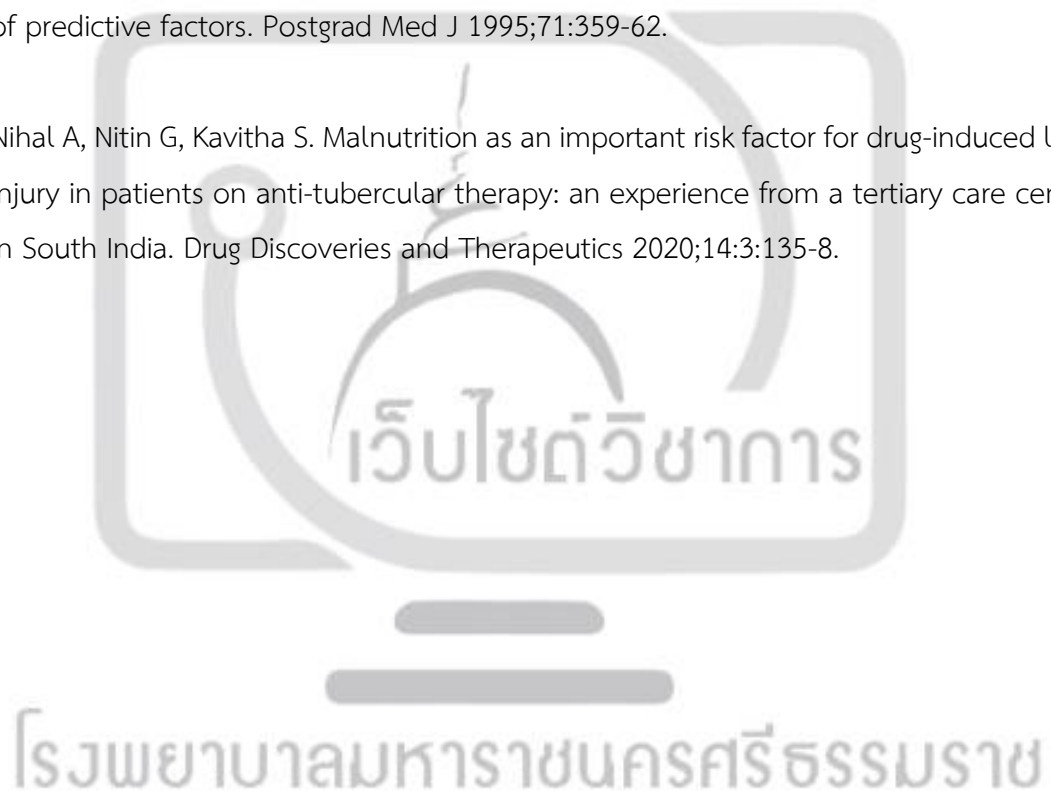 of predictive factors. Postgrad Med J 1995;71:359-62.
Nihal A, Nitin G, Kavitha S. Malnutrition as an important risk factor for drug-induced
njury in patients on anti-tubercular therapy: an experience from a tertiary care
n South India. Drug Discoveries and Therapeutics 2020;14:3:135-8.
เว็บไซต์วิชาการ
โรงพยาบาลมหาราชนครศรีธรรมราช